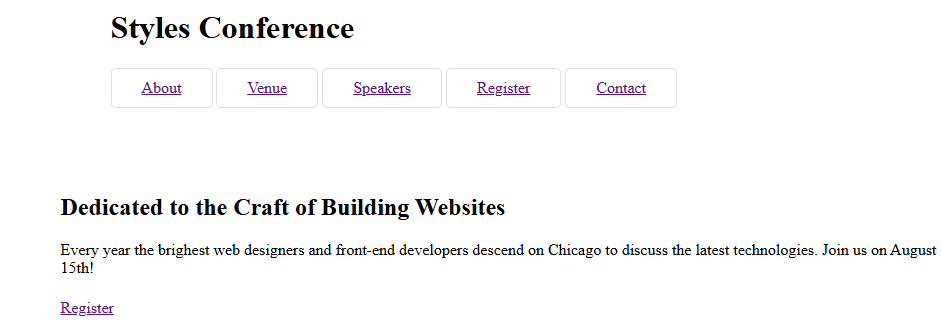 Styles Conference
About Venue Speakers Register Contact
Dedicated to the Craft of Building Websites
Every year the brighest web designers and front-end developers descend on Chicago to discuss the latest technologies. Join us on August
15th!
Register